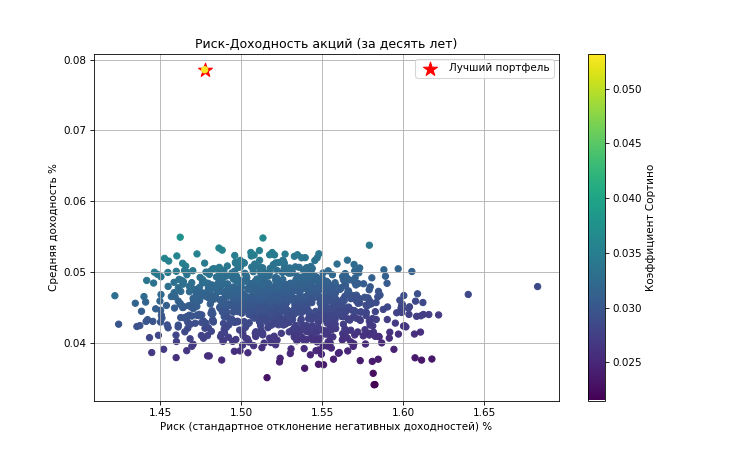 Риск-Доходность акций (за десять лет)
Лучший портфель
0.08
0.07
0.06
0.05
0.04
Средняя доходность %
1.45 1.50 1.55 1.60 1.65
Риск (стандартное отклонение негативных доходностей) %
0.050
0.045
0.040
0.035
0.030
0.025
Коэффициент Сортино